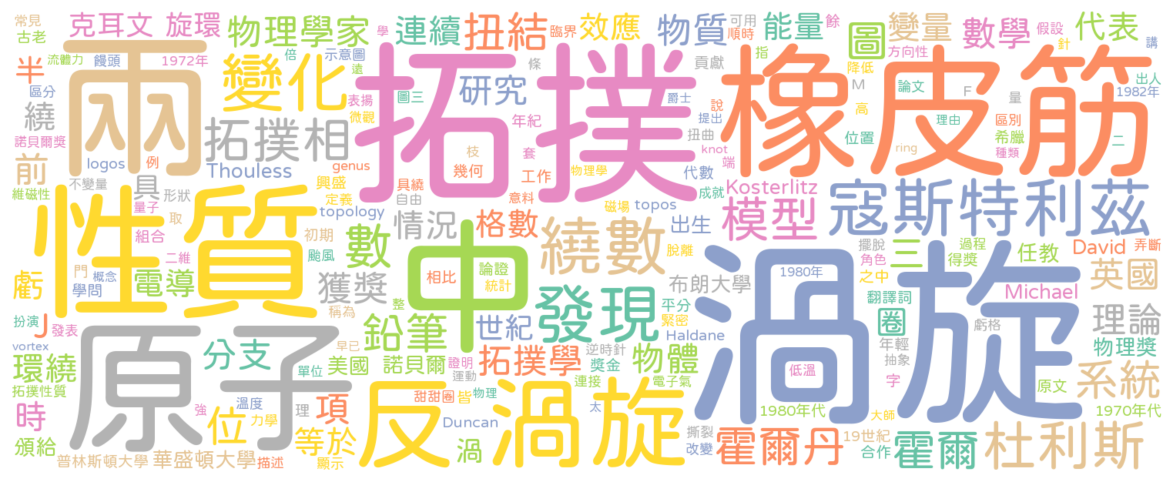 常見
古老
克耳文 旋環
物理學家
連續
扭結
臨界
效應
物質
可用
順時
能量
餘
圖
變量
數學
假設
代表
針
講
兩
半
流體力
饅頭
1972年
倍
區分
示意圖
遠
學
變化
拓撲
條
貢獻
指
方向性
降低
M
F
高
論文
量
出人
1982年
橡皮筋
繞
諾貝爾獎
表揚
圖三
微觀
研究
年紀
爵士
說
提出
扭曲
位置
理由
區別
希臘
種類
二
前
logos
例
拓撲相
Thouless
genus
枝
幾何
套
物理學
knot
端
ring
維磁性
不變量
具
形狀
興盛
定義
具繞
自由
工作
意料
代數
成就
Kosterlitz
寇斯特利茲
性質
量子
取
組合
二維
初期
topology
情況
格數
磁場
topos
出生
模型
門
概念
學問
電導
颱風
數
中
繞數
脫離
擺脫
角色
過程
得獎
任教
David
弄斷
虧
稱為
整
獲獎
相比
論證
統計
布朗大學
1980年
三
之中
英國
扮演
J
發表
原子
鉛筆
世紀
發現
平分
緊密
Haldane
渦旋
翻譯詞
圈
虧格
年輕
抽象
Michael
理論
物理獎
vortex
環繞
分支
早已
單位
美國
諾貝爾
證明
運動
拓撲學
逆時針
獎金
連接
物體
電子氣
低溫
字
原文
系統
拓撲性質
時
強
溫度
理
力學
項
甜甜圈
皆
物理
反渦旋
太
撕裂
1980年代
大師
1970年代
頒給
位
等於
Duncan
渦
改變
霍爾丹
19世紀
合作
霍爾
杜利斯
普林斯頓大學
華盛頓大學
描述
顯示